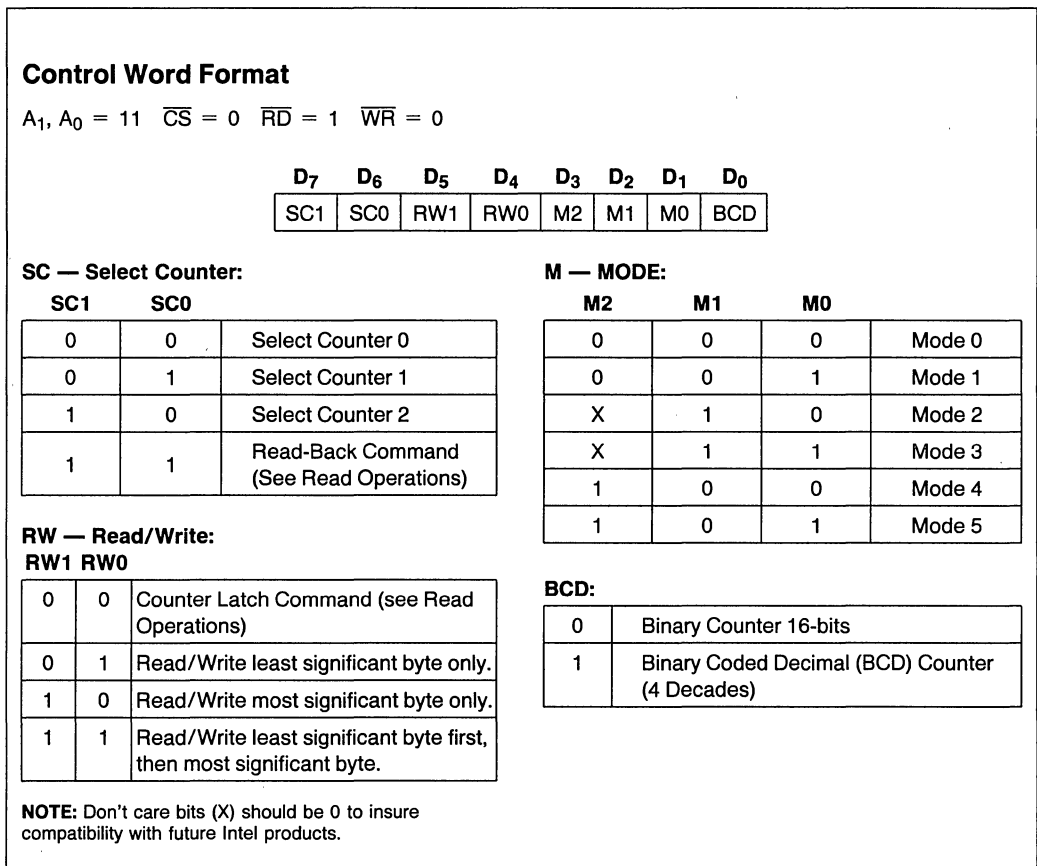 Control Word Format
A1, A0 = 11 CS = 0 RD = 1 WR = 0
D7 D6 D5 D4 D3 D2 D1 D0
SC1 SC0 RW1 RW0 M2 M1 M0 BCD
SC — Select Counter:
SC1 SC0
0 0 Select Counter 0
0 1 Select Counter 1
1 0 Select Counter 2
1 1 Read-Back Command
(See Read Operations)
RW — Read/Write:
RW1 RW0
0 0 Counter Latch Command (see Read
Operations)
0 1 Read/Write least significant byte only.
1 0 Read/Write most significant byte only.
1 1 Read/Write least significant byte first,
then most significant byte.
NOTE: Don't care bits (X) should be 0 to insure
compatibility with future Intel products.
M — MODE:
M2 M1 M0
0 0 0 Mode 0
0 0 1 Mode 1
X 1 0 Mode 2
X 1 1 Mode 3
1 0 0 Mode 4
1 0 1 Mode 5
BCD:
0 Binary Counter 16-bits
1 Binary Coded Decimal (BCD) Counter
(4 Decades)